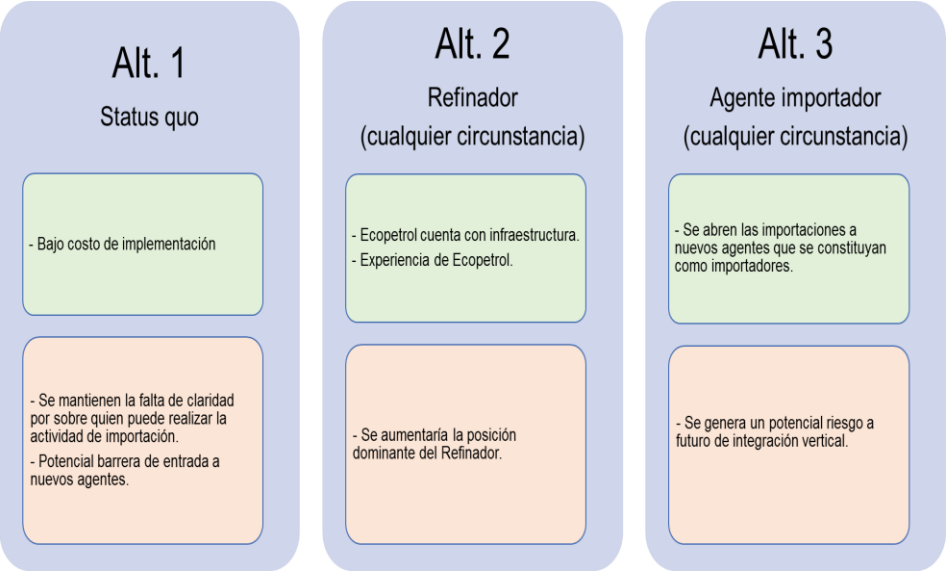 Alt. 1
Status quo
- Bajo costo de implementación
- Se mantienen la falta de claridad
por sobre quien puede realizar la
actividad de importación.
- Potencial barrera de entrada a
nuevos agentes.
Alt. 2
Refinador
(cualquier circunstancia)
- Ecopetrol cuenta con infraestructura.
- Experiencia de Ecopetrol.
- Se aumentaría la posición
dominante del Refinador.
Alt. 3
Agente importador
(cualquier circunstancia)
- Se abren las importaciones a
nuevos agentes que se constituyan
como importadores.
- Se genera un potencial riesgo a
futuro de integración vertical.